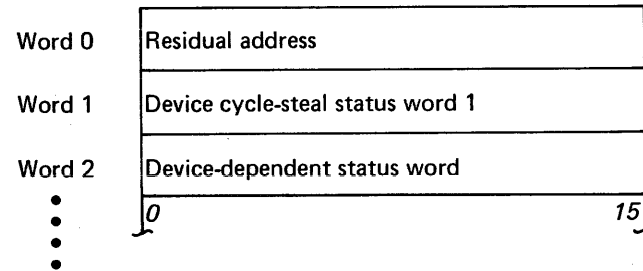 Word 0 Residual address
Word 1 Device cycle-steal status word 1
Word 2 Device-dependent status word
0 15